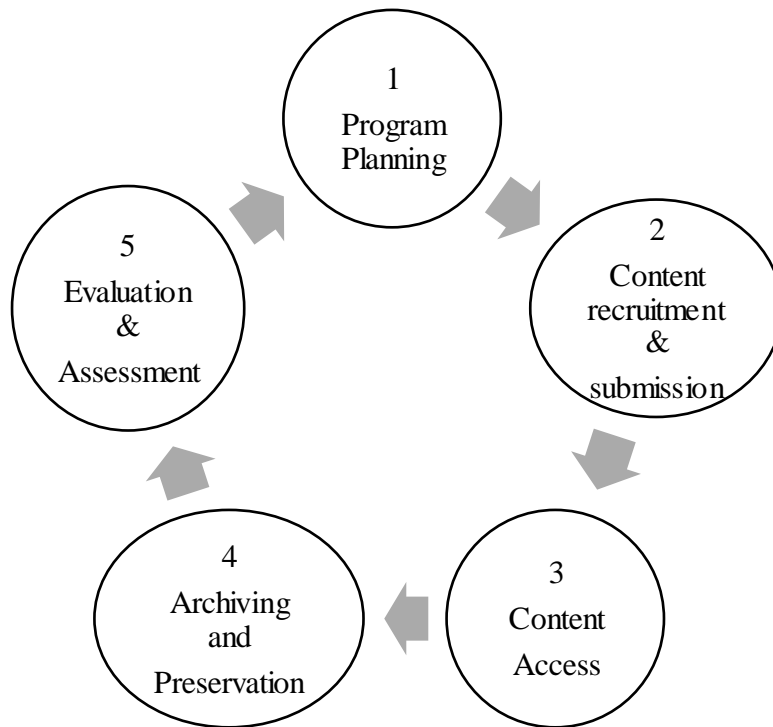 1
Program
Planning
2
Content
recruitment
&
submission
3
Content
Access
4
Archiving
and
Preservation
5
Evaluation
&
Assessment